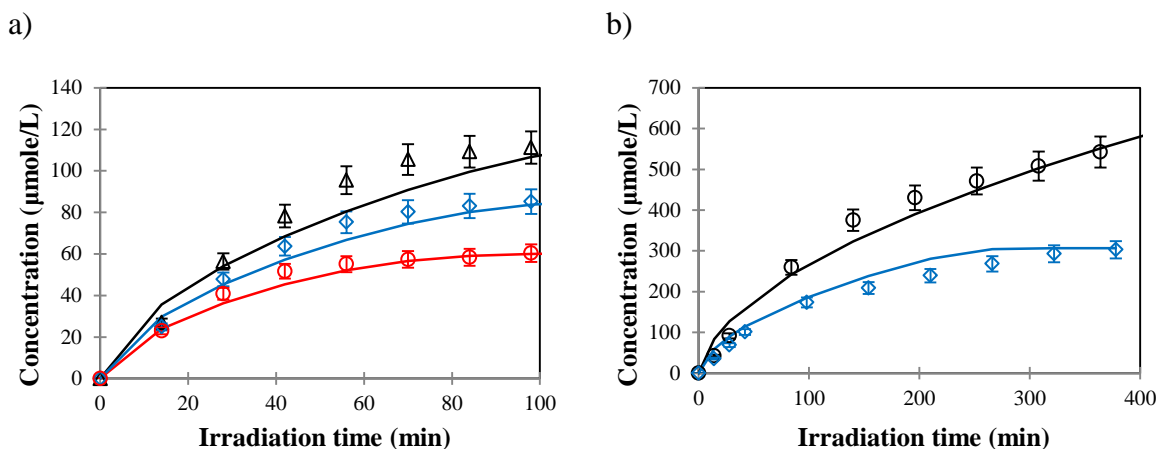 a)
b)
Concentration (µmole/L)
140
120
100
80
60
40
20
0
0 20 40 60 80 100
Irradiation time (min)
Concentration (µmole/L)
700
600
500
400
300
200
100
0
0 100 200 300 400
Irradiation time (min)